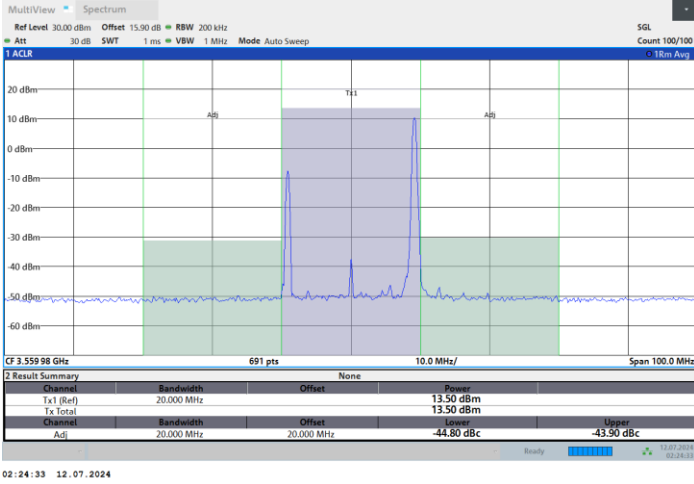 MultiView Spectrum
Ref Level 30.00 dBm Offset 15.90 dB RBW 200 kHz SGL
Att 30 dB SWT 1 ms VBW 1 MHz Mode Auto Sweep Count 100/100
1 ACLR 1Rm Avg
20 dBm
Tx1
10 dBm
Adj Adj
0 dBm
-10 dBm
-20 dBm
-30 dBm
-40 dBm
-50 dBm
-60 dBm
CF 3.559 98 GHz 691 pts 10.0 MHz/ Span 100.0 MHz
2 Result Summary None
Channel Bandwidth Offset Power
Tx1 (Ref) 20.000 MHz 13.50 dBm
Tx Total 13.50 dBm
Channel Bandwidth Offset Lower Upper
Adj 20.000 MHz 20.000 MHz -44.80 dBc -43.90 dBc
Ready 12.07.2024
02:24:33
02:24:33 12.07.2024